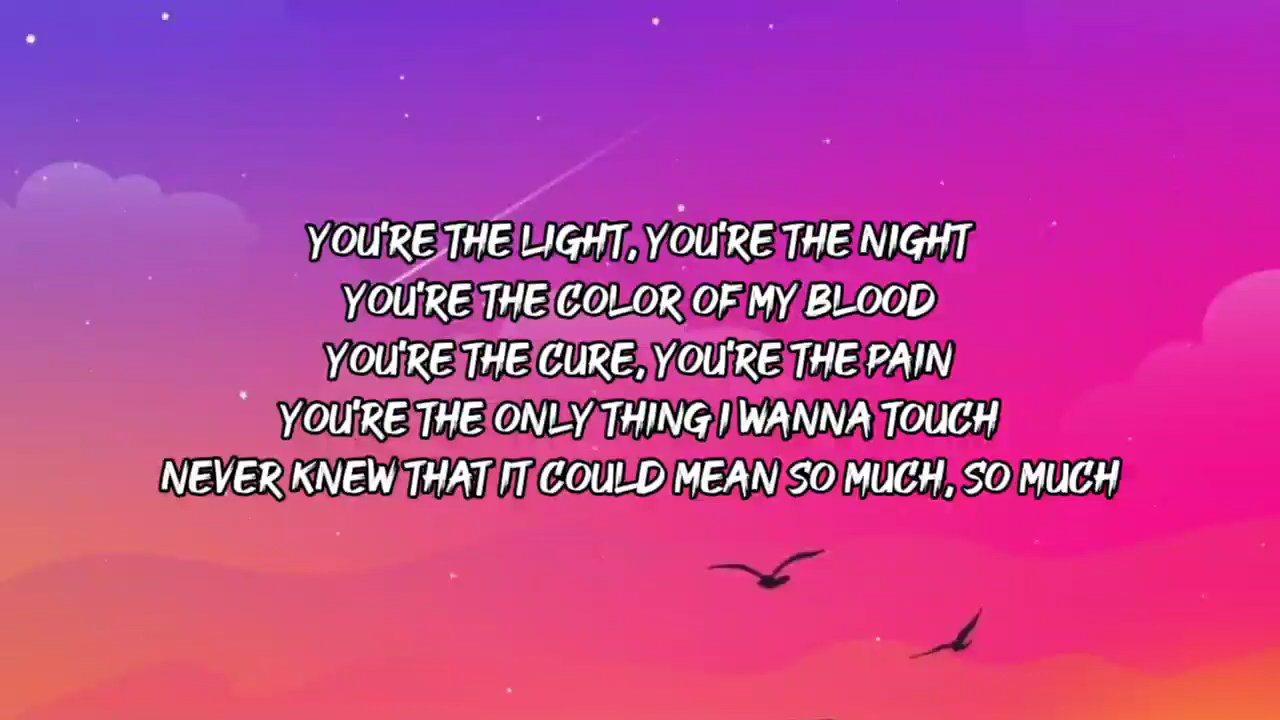 YOU'RE THE LIGHT, YOU'RE THE NIGHT
YOU'RE THE COLOR OF MY BLOOD
YOU'RE THE CURE, YOU'RE THE PAIN
YOU'RE THE ONLY THING I WANNA TOUCH
NEVER KNEW THAT IT COULD MEAN SO MUCH, SO MUCH